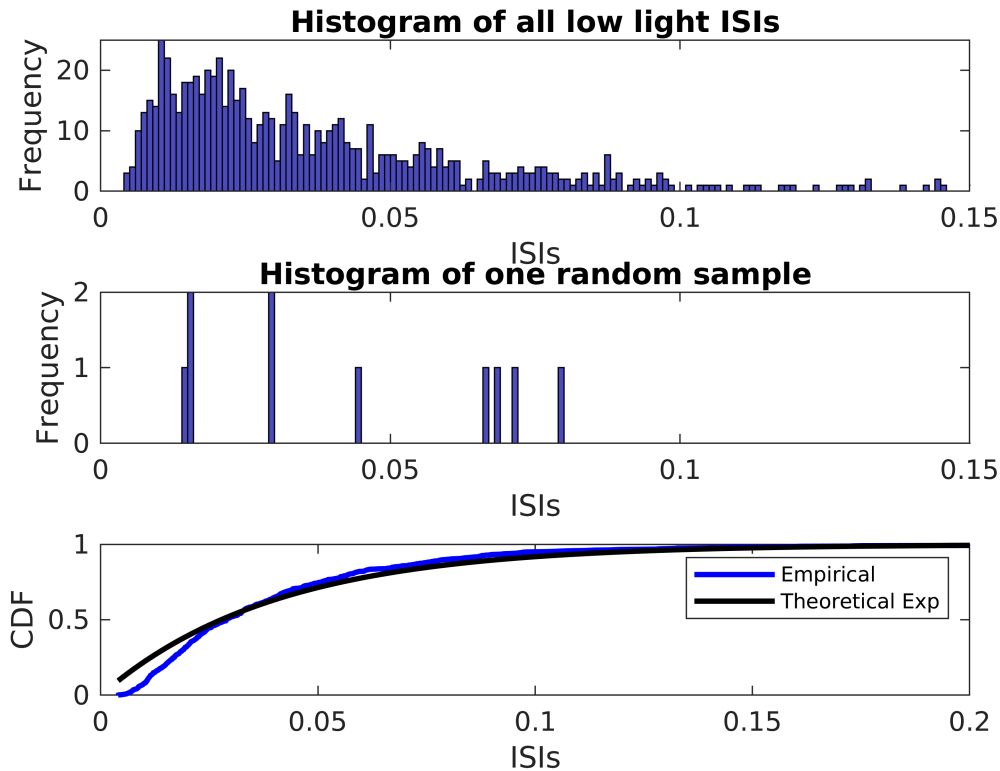 Histogram of all low light ISIs
Frequency
20
10
0
0 0.05 0.1 0.15
ISIs
Histogram of one random sample
Frequency
2
1
0
0 0.05 0.1 0.15
ISIs
CDF
1
0.5
0
Empirical
Theoretical Exp
0 0.05 0.1 0.15 0.2
ISIs